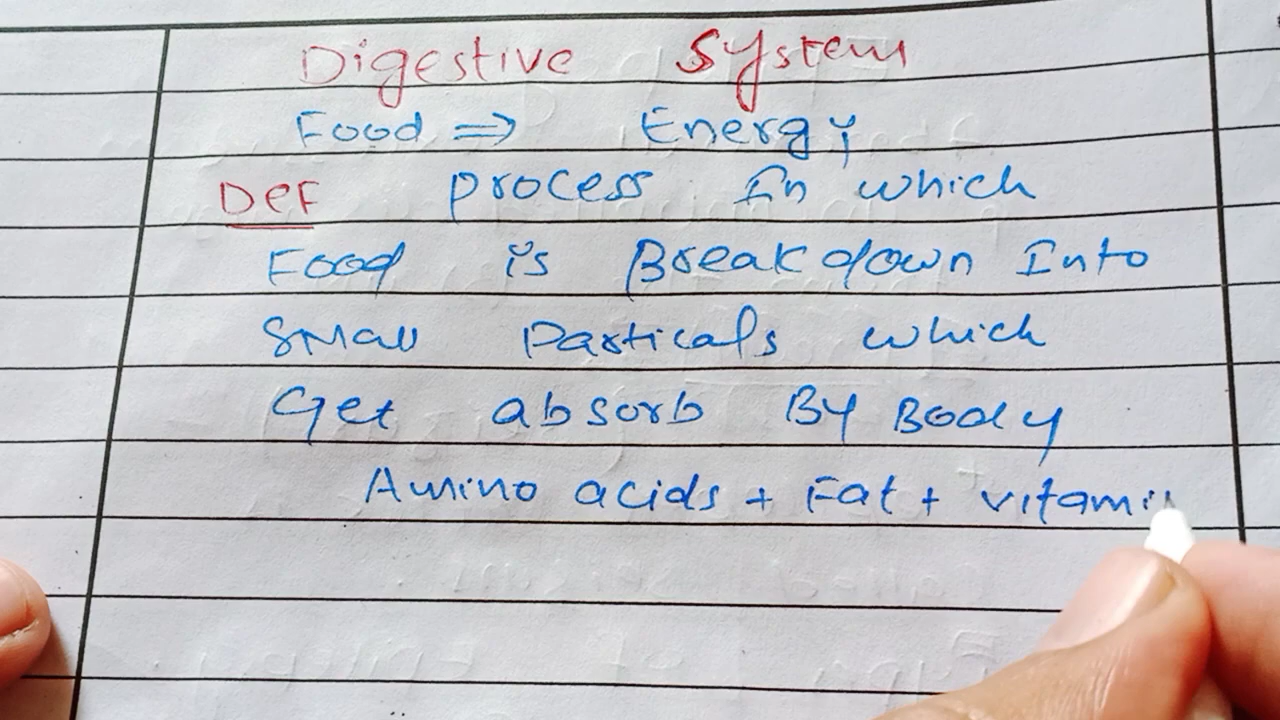 Digestive System
Food ⇒ Energy
Def process In which
Food is Breakdown Into
Small Particals which
Get absorb By Body
Amino acids + Fat + vitami